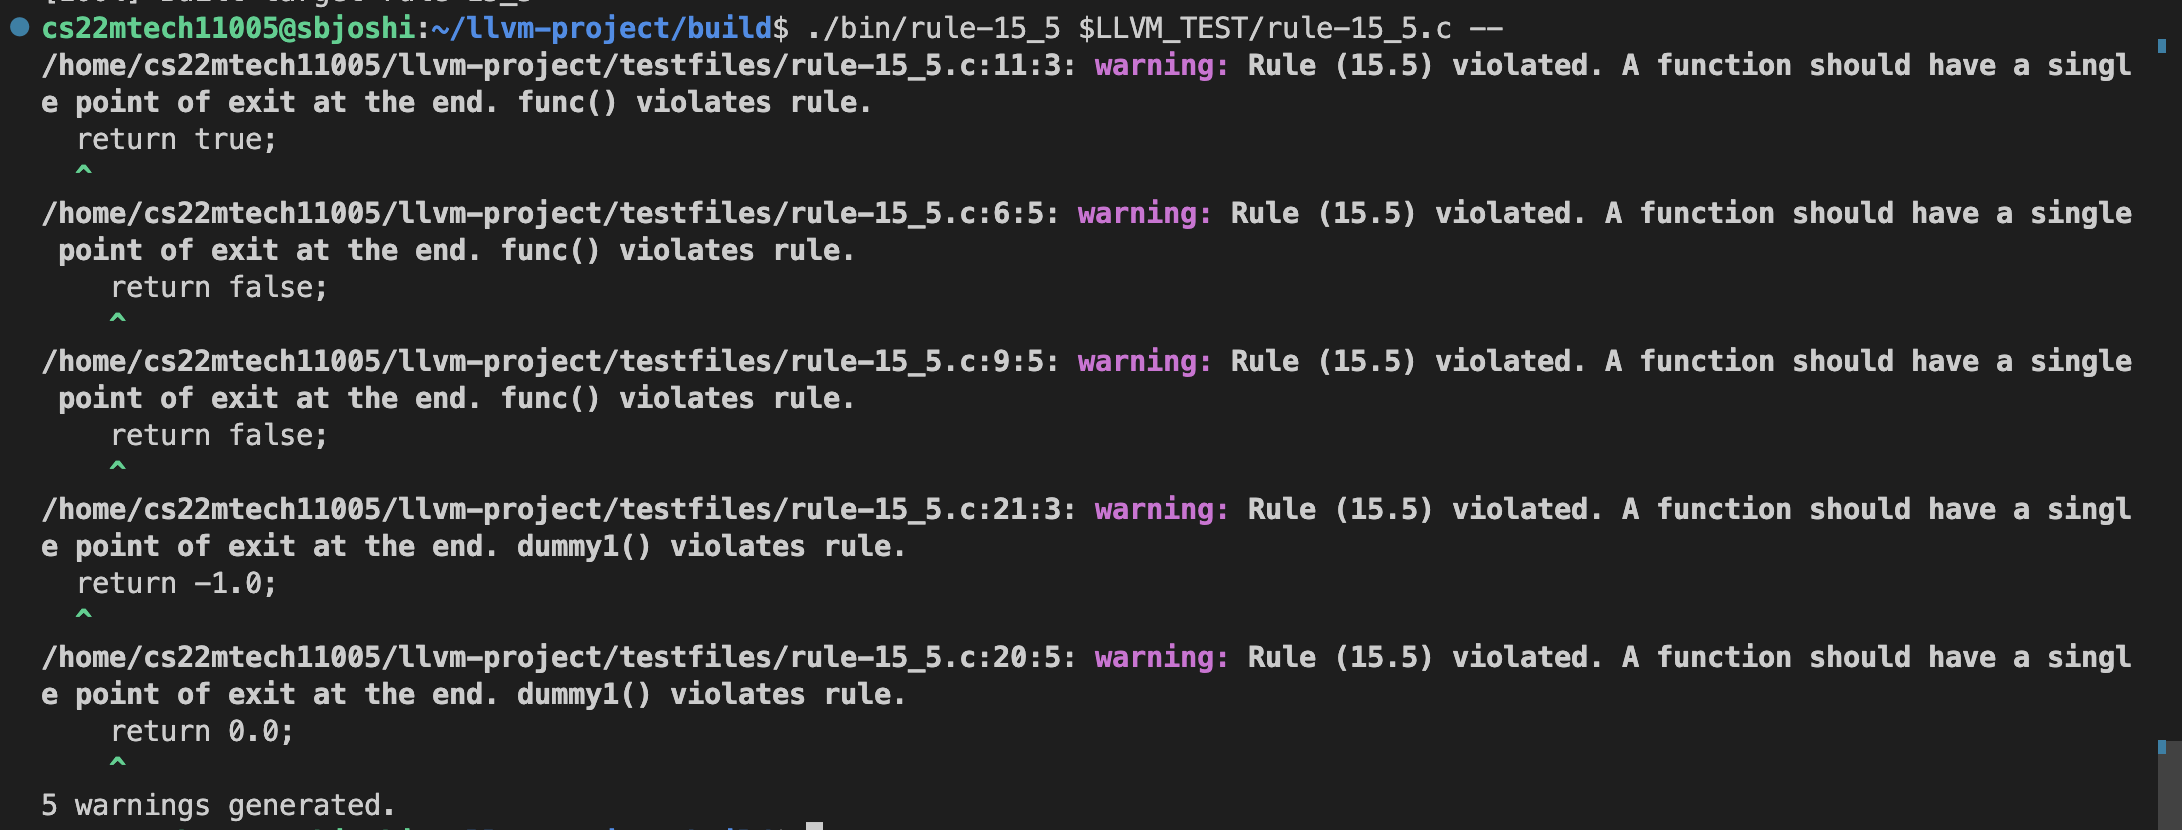 cs22mtech11005@sbjoshi:~/llvm-project/build$ ./bin/rule-15_5 $LLVM_TEST/rule-15_5.c --
/home/cs22mtech11005/llvm-project/testfiles/rule-15_5.c:11:3: warning: Rule (15.5) violated. A function should have a singl
e point of exit at the end. func() violates rule.
  return true;
  ^
/home/cs22mtech11005/llvm-project/testfiles/rule-15_5.c:6:5: warning: Rule (15.5) violated. A function should have a single
 point of exit at the end. func() violates rule.
    return false;
    ^
/home/cs22mtech11005/llvm-project/testfiles/rule-15_5.c:9:5: warning: Rule (15.5) violated. A function should have a single
 point of exit at the end. func() violates rule.
    return false;
    ^
/home/cs22mtech11005/llvm-project/testfiles/rule-15_5.c:21:3: warning: Rule (15.5) violated. A function should have a singl
e point of exit at the end. dummy1() violates rule.
  return -1.0;
  ^
/home/cs22mtech11005/llvm-project/testfiles/rule-15_5.c:20:5: warning: Rule (15.5) violated. A function should have a singl
e point of exit at the end. dummy1() violates rule.
    return 0.0;
    ^
5 warnings generated.